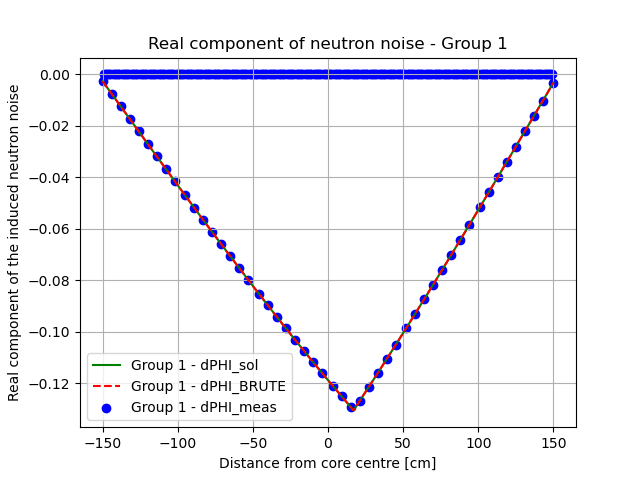 Real component of neutron noise - Group 1
Real component of the induced neutron noise
0.00
−0.02
−0.04
−0.06
−0.08
−0.10
−0.12
Group 1 - dPHI_sol
Group 1 - dPHI_BRUTE
Group 1 - dPHI_meas
−150
−100
−50
0
50
100
150
Distance from core centre [cm]